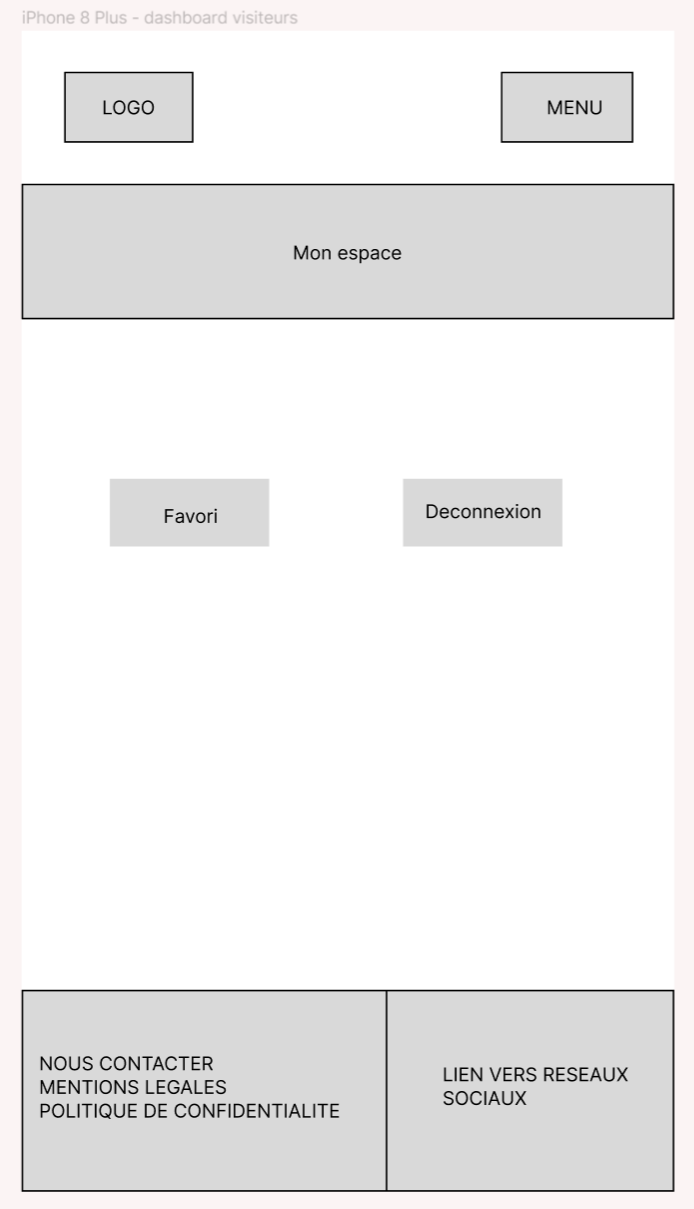 iPhone 8 Plus - dashboard visiteurs
LOGO
MENU
Mon espace
Favori
Deconnexion
NOUS CONTACTER
MENTIONS LEGALES
POLITIQUE DE CONFIDENTIALITE
LIEN VERS RESEAUX
SOCIAUX